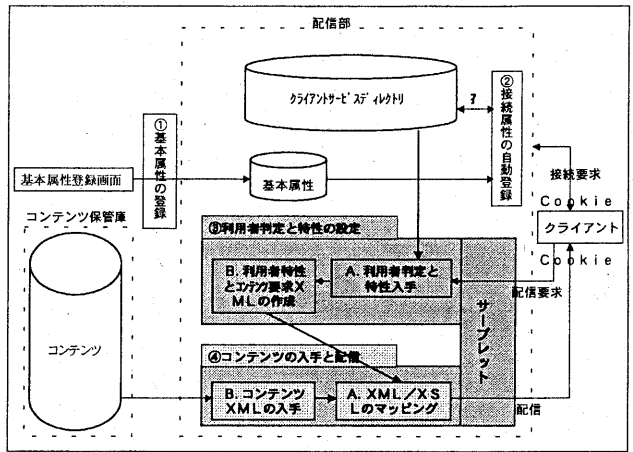 配信部
クライアントサービスディレクトリ
②接続属性の自動登録
①基本属性の登録
基本属性登録画面
基本属性
接続要求
Cookie
クライアント
Cookie
配信要求
コンテンツ保管庫
コンテンツ
③利用者判定と特性の設定
B. 利用者特性
とコンテンツ要求X
MLの作成
A. 利用者判定と
特性入手
サーブレット
④コンテンツの入手と配信
B. コンテンツ
XMLの入手
A. XML/XS
Lのマッピング
配信